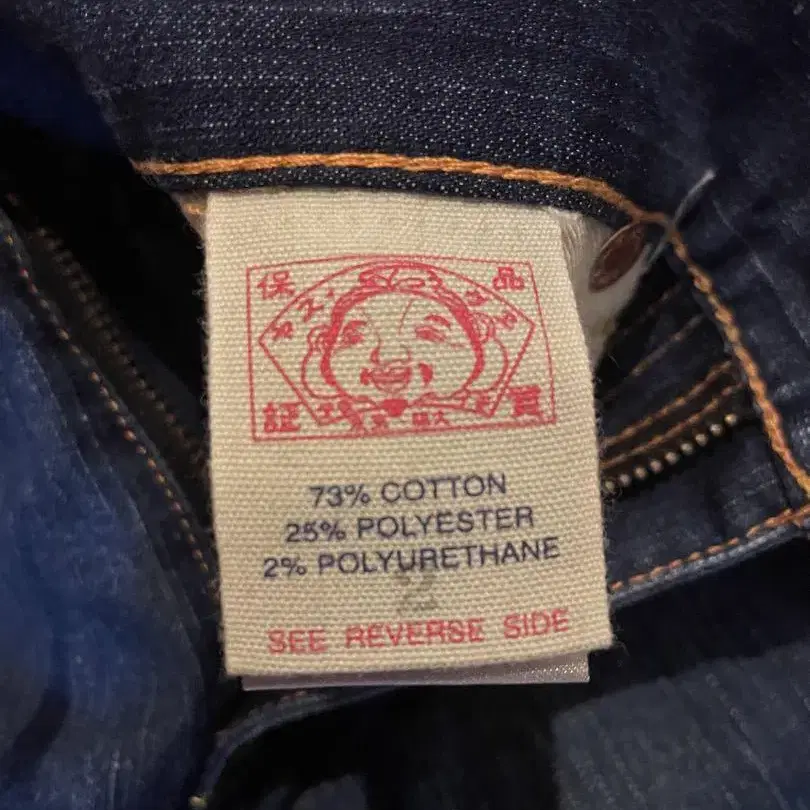 保 品
証 質
73% COTTON
25% POLYESTER
2% POLYURETHANE
SEE REVERSE SIDE